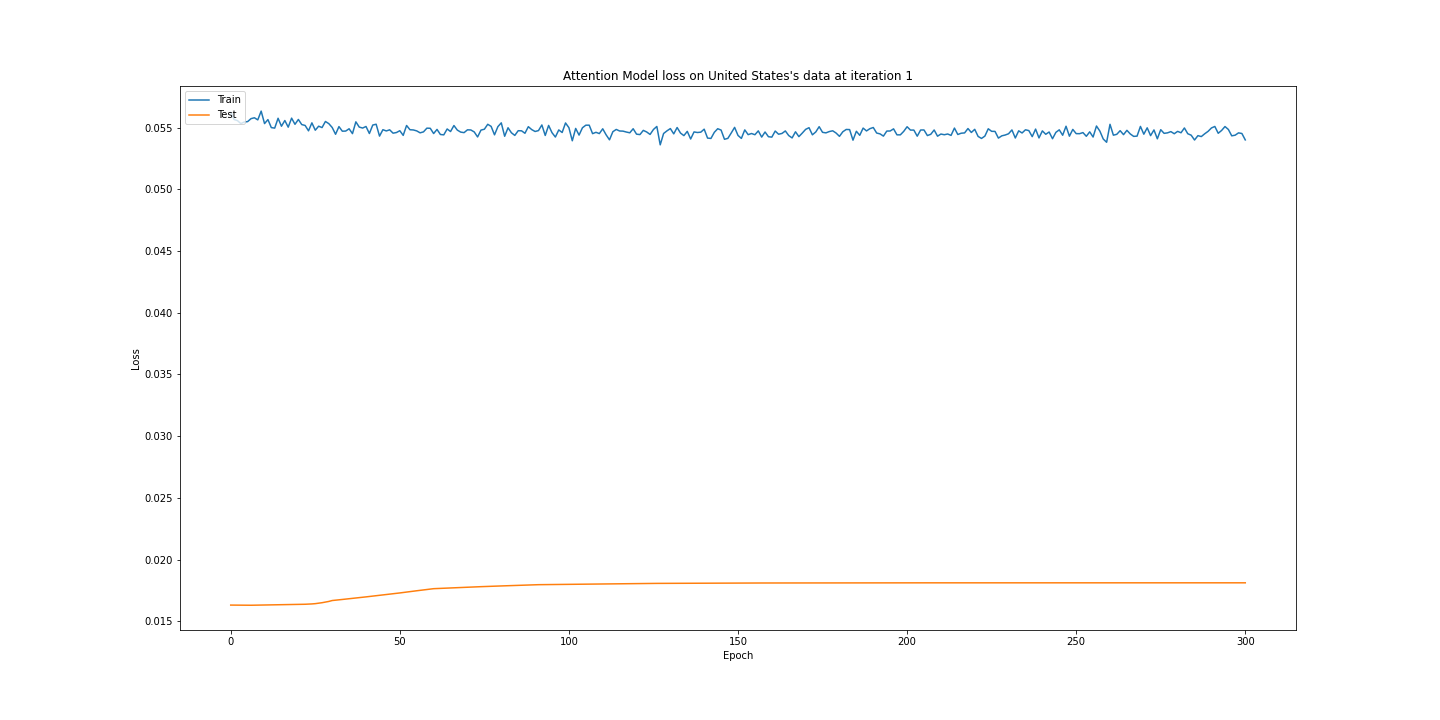 Attention Model loss on United States's data at iteration 1
Train
Test
0.055
0.050
0.045
0.040
0.035
0.030
0.025
0.020
0.015
Loss
0 50 100 150 200 250 300
Epoch